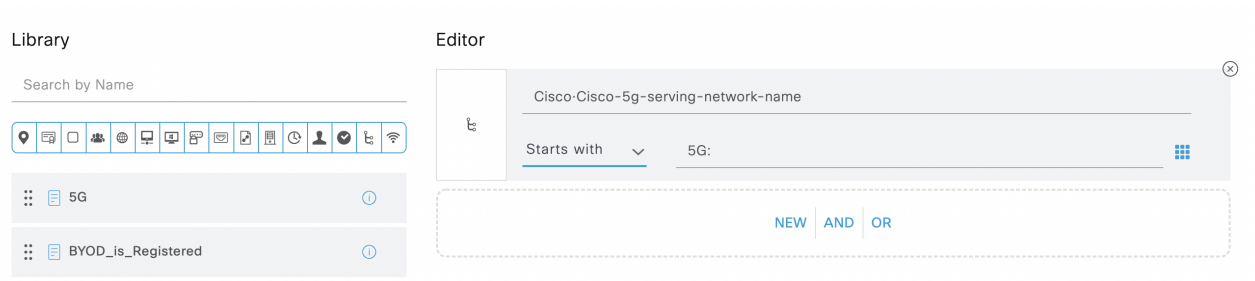 Library
Search by Name
5G
BYOD_is_Registered
Editor
Cisco·Cisco-5g-serving-network-name
Starts with
5G:
NEW AND OR